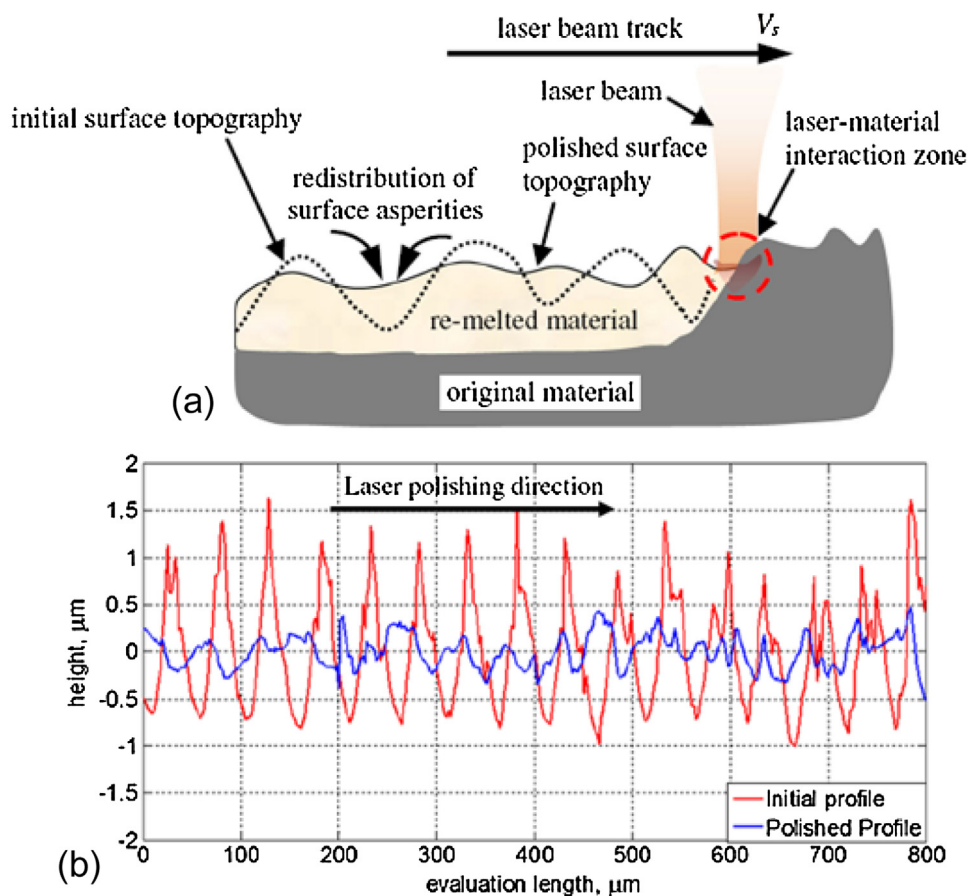 laser beam track
Vs
laser beam
initial surface topography
laser-material
interaction zone
polished surface
topography
redistribution of
surface asperities
re-melted material
original material
(a)
2
1.5
1
0.5
0
-0.5
-1
-1.5
-2
height, μm
Laser polishing direction
Initial profile
Polished Profile
0 100 200 300 400 500 600 700 800
evaluation length, μm
(b)